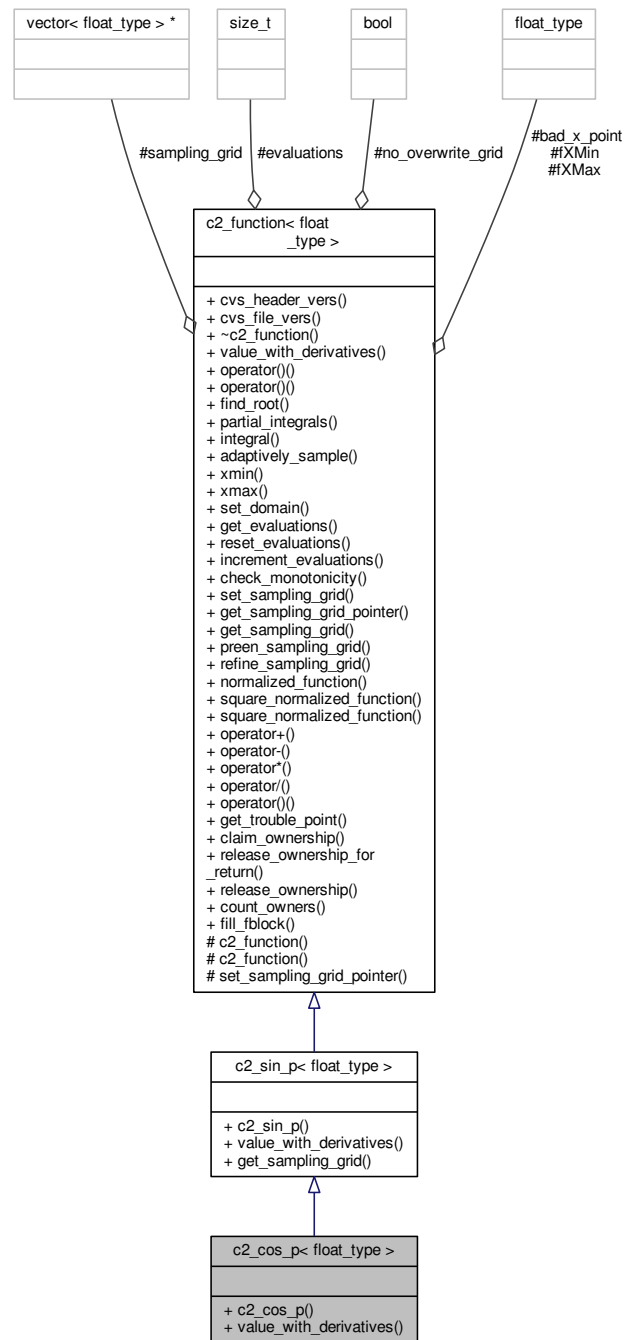 vector< float_type > *
size_t
bool
float_type
#sampling_grid
#evaluations
#no_overwrite_grid
#bad_x_point
#fXMin
#fXMax
c2_function< float
_type >
+ cvs_header_vers()
+ cvs_file_vers()
+ ~c2_function()
+ value_with_derivatives()
+ operator()()
+ operator()()
+ find_root()
+ partial_integrals()
+ integral()
+ adaptively_sample()
+ xmin()
+ xmax()
+ set_domain()
+ get_evaluations()
+ reset_evaluations()
+ increment_evaluations()
+ check_monotonicity()
+ set_sampling_grid()
+ get_sampling_grid_pointer()
+ get_sampling_grid()
+ preen_sampling_grid()
+ refine_sampling_grid()
+ normalized_function()
+ square_normalized_function()
+ square_normalized_function()
+ operator+()
+ operator-()
+ operator*()
+ operator/()
+ operator()()
+ get_trouble_point()
+ claim_ownership()
+ release_ownership_for
_return()
+ release_ownership()
+ count_owners()
+ fill_fblock()
# c2_function()
# c2_function()
# set_sampling_grid_pointer()
c2_sin_p< float_type >
+ c2_sin_p()
+ value_with_derivatives()
+ get_sampling_grid()
c2_cos_p< float_type >
+ c2_cos_p()
+ value_with_derivatives()